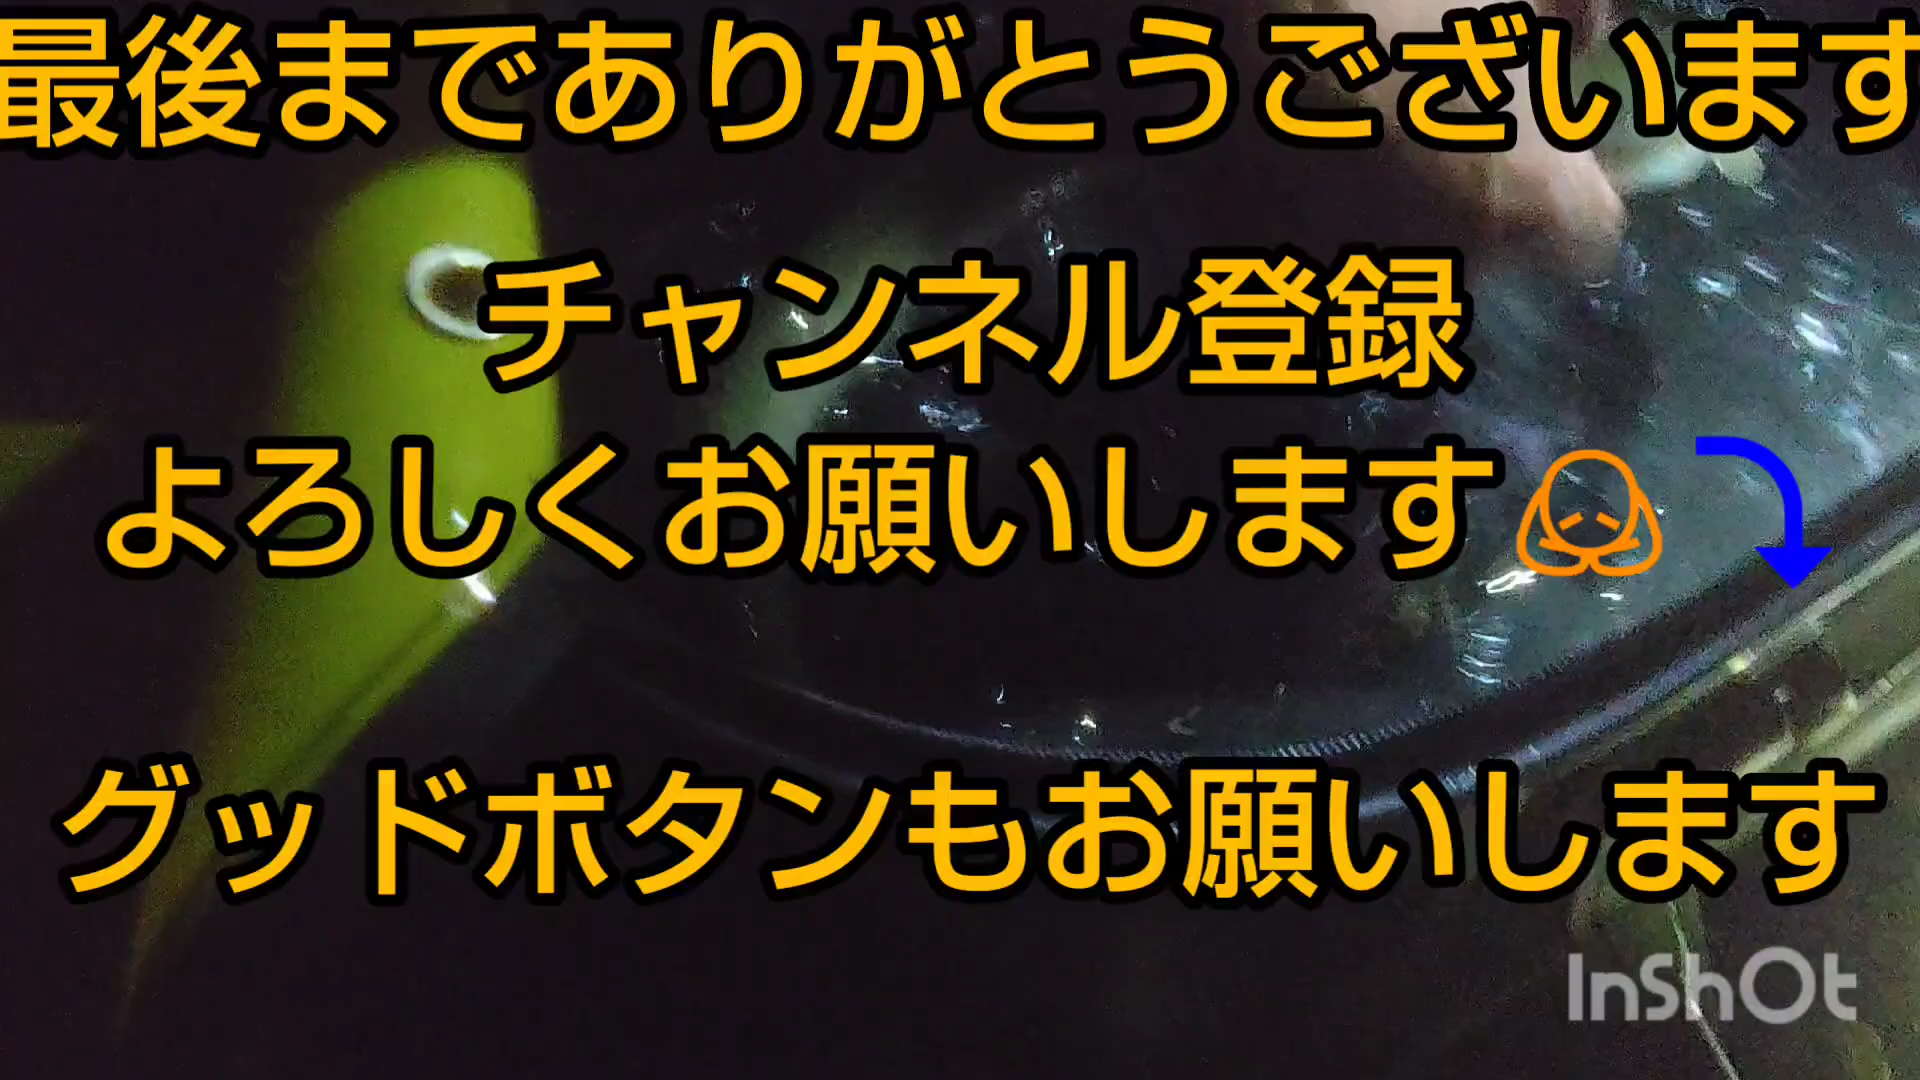 最後までありがとうございます
チャンネル登録
よろしくお願いします🙇
グッドボタンもお願いします
InShOt